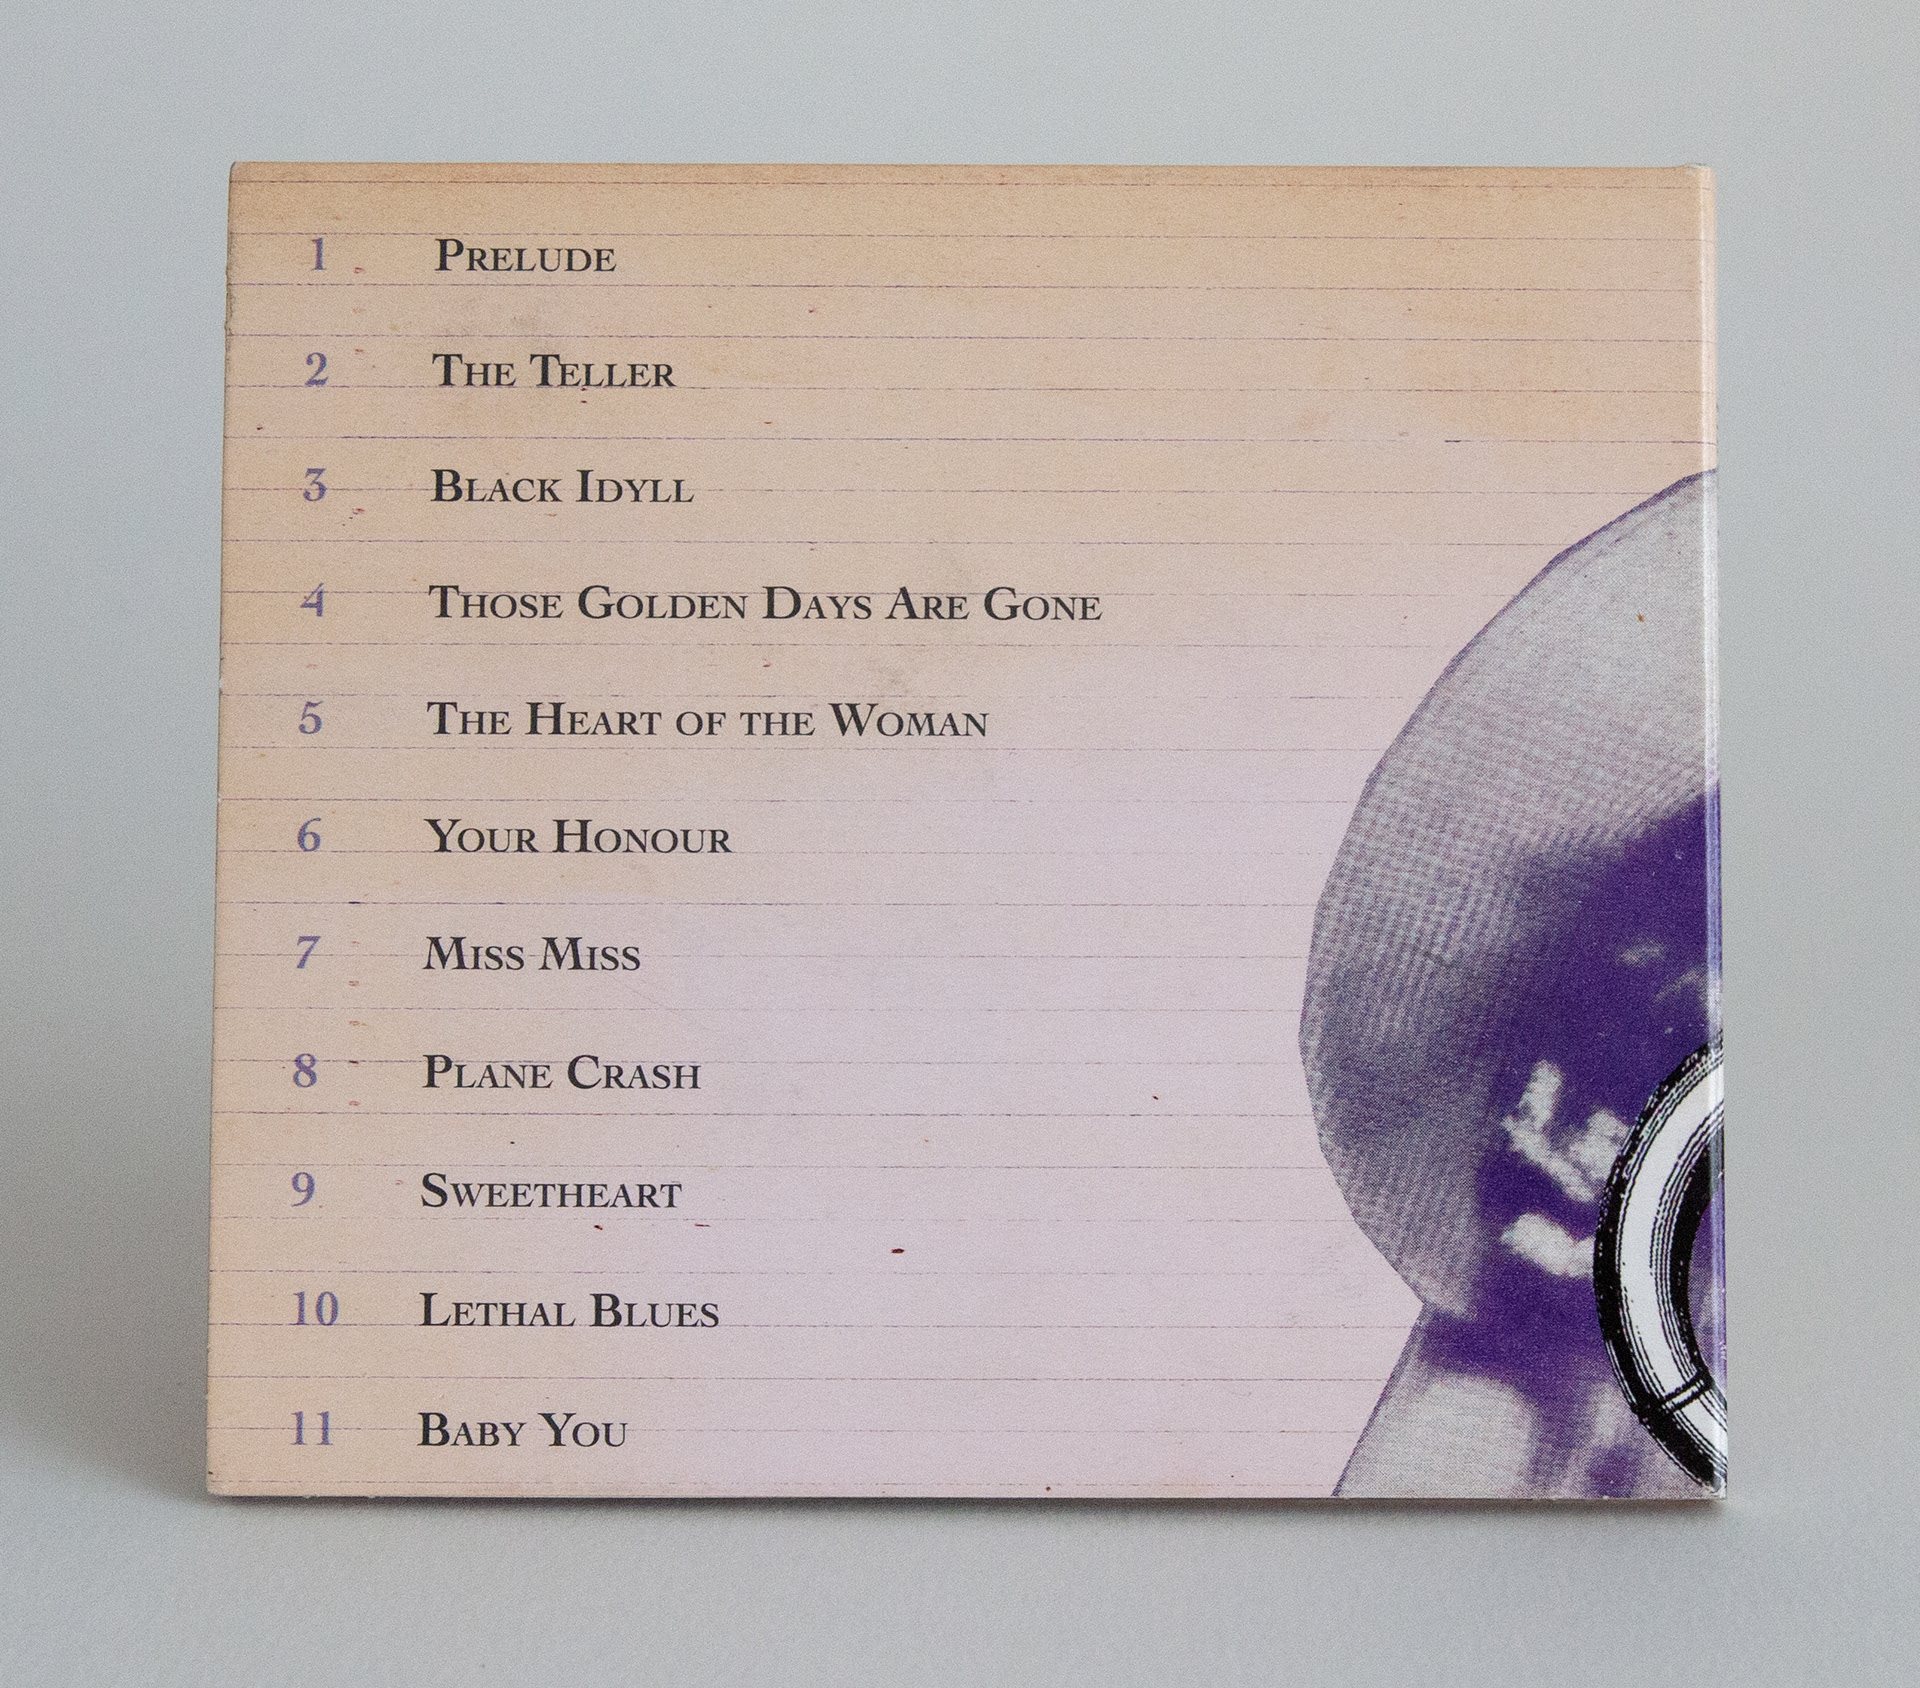 1 Prelude
2 The Teller
3 Black Idyll
4 Those Golden Days Are Gone
5 The Heart of the Woman
6 Your Honour
7 Miss Miss
8 Plane Crash
9 Sweetheart
10 Lethal Blues
11 Baby You